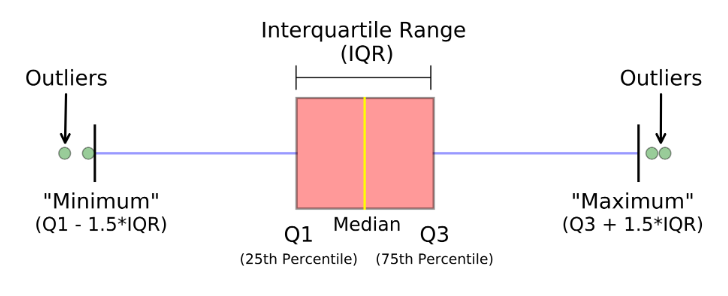 Interquartile Range
(IQR)
Outliers
Outliers
"Minimum"
(Q1 - 1.5*IQR)
"Maximum"
(Q3 + 1.5*IQR)
Median
Q1
Q3
(25th Percentile)
(75th Percentile)